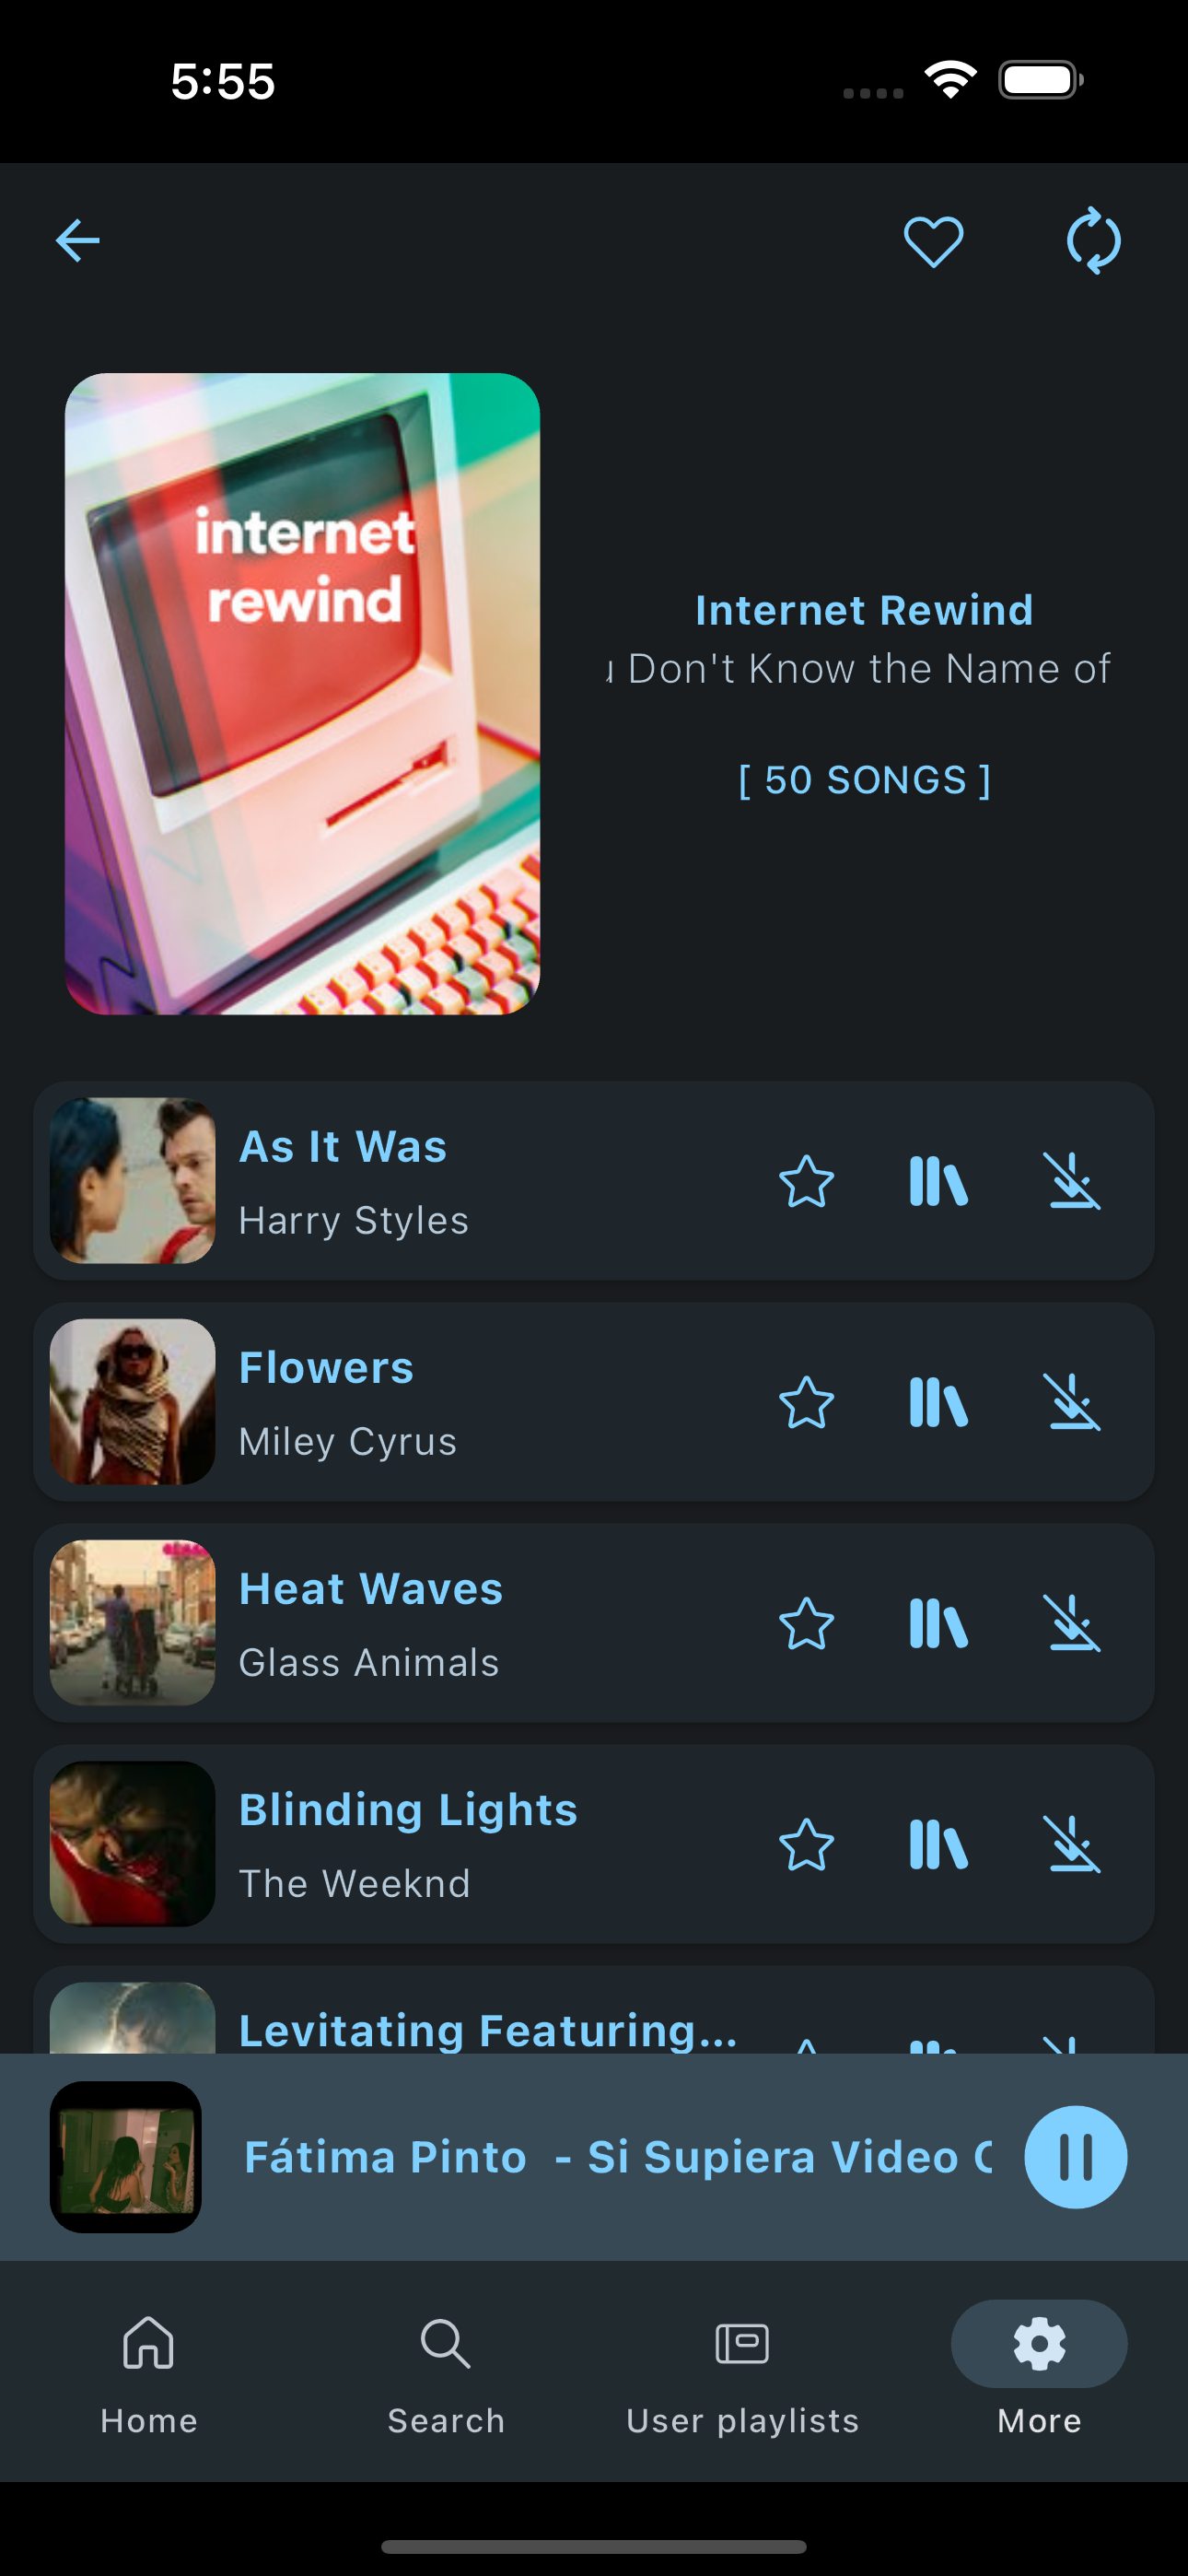 5:55
internet
rewind
Internet Rewind
Don't Know the Name of
[ 50 SONGS ]
As It Was
Harry Styles
Flowers
Miley Cyrus
Heat Waves
Glass Animals
Blinding Lights
The Weeknd
Levitating Featuring...
Fátima Pinto - Si Supiera Video
Home
Search
User playlists
More